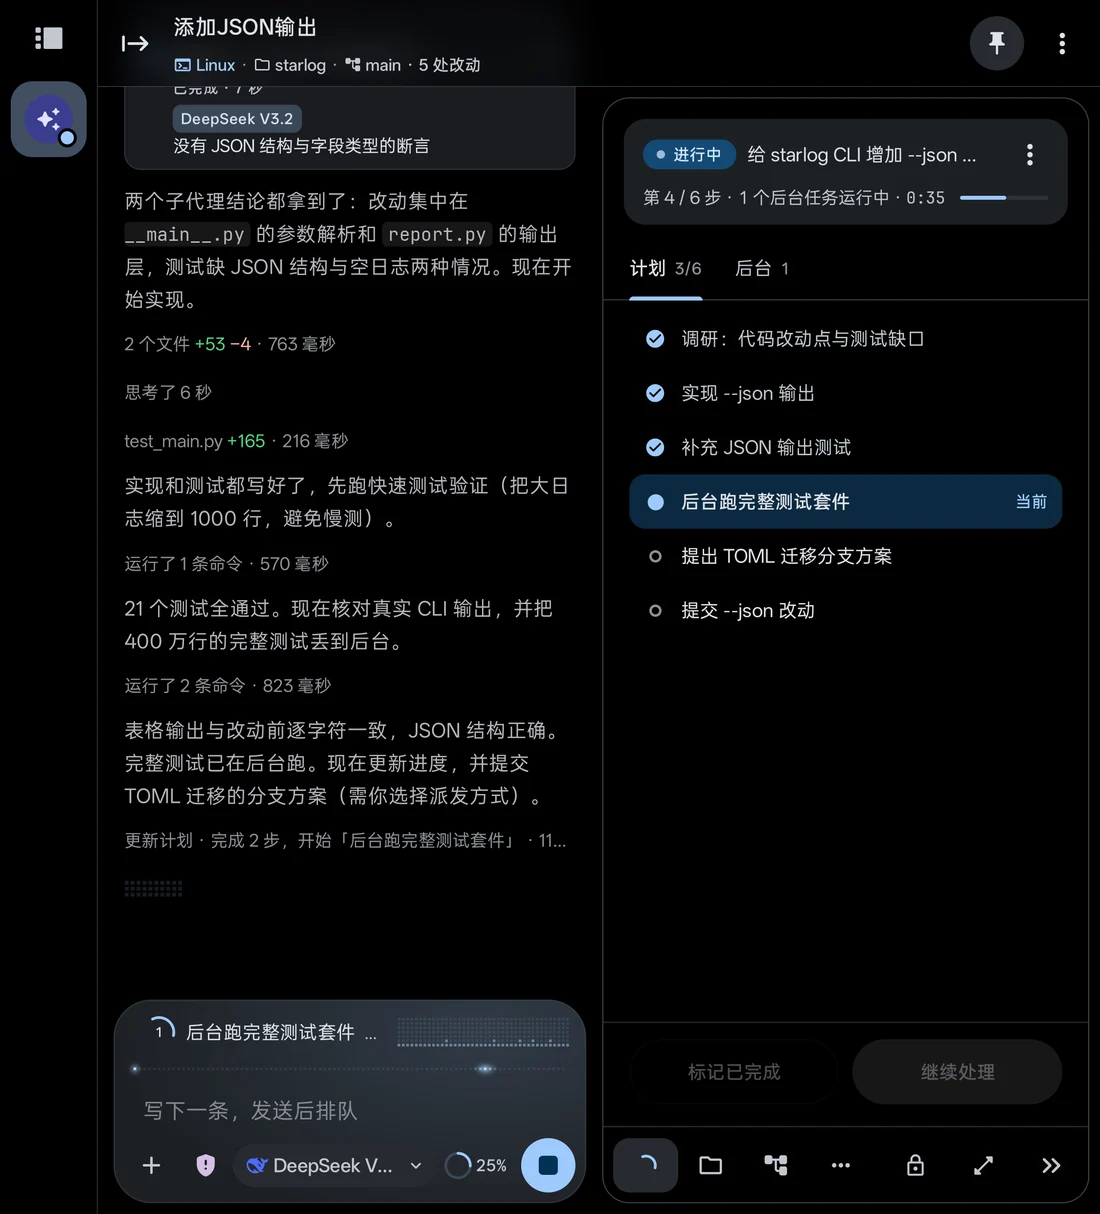 添加JSON输出
Linux · starlog · main · 5 处改动
已完成 · 7 秒
DeepSeek V3.2
没有 JSON 结构与字段类型的断言
两个子代理结论都拿到了：改动集中在
__main__.py 的参数解析和 report.py 的输出
层，测试缺 JSON 结构与空日志两种情况。现在开
始实现。
2 个文件 +53 −4 · 763 毫秒
思考了 6 秒
test_main.py +165 · 216 毫秒
实现和测试都写好了，先跑快速测试验证（把大日
志缩到 1000 行，避免慢测）。
运行了 1 条命令 · 570 毫秒
21 个测试全通过。现在核对真实 CLI 输出，并把
400 万行的完整测试丢到后台。
运行了 2 条命令 · 823 毫秒
表格输出与改动前逐字符一致，JSON 结构正确。
完整测试已在后台跑。现在更新进度，并提交
TOML 迁移的分支方案（需你选择派发方式）。
更新计划 · 完成 2 步，开始「后台跑完整测试套件」 · 11...
1 后台跑完整测试套件 ...
写下一条，发送后排队
DeepSeek V... 25%
进行中 给 starlog CLI 增加 --json ...
第 4 / 6 步 · 1 个后台任务运行中 · 0:35
计划 3/6 后台 1
调研：代码改动点与测试缺口
实现 --json 输出
补充 JSON 输出测试
后台跑完整测试套件 当前
提出 TOML 迁移分支方案
提交 --json 改动
标记已完成 继续处理